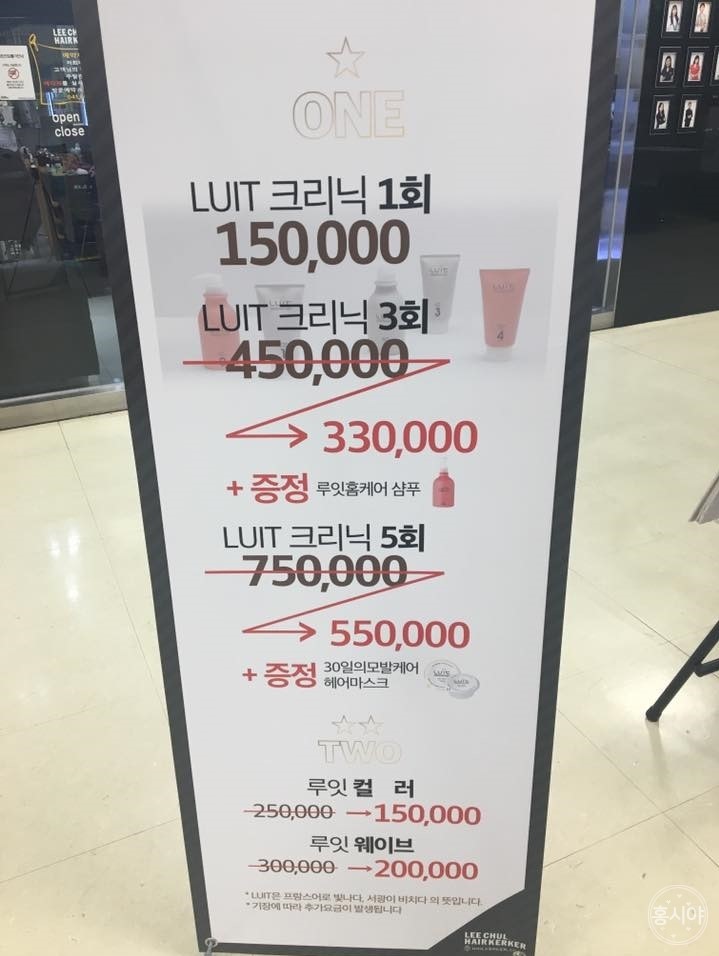 ONE
LUIT 크리닉 1회
150,000
LUIT 크리닉 3회
450,000
330,000
+ 증정 루잇홈케어 샴푸
LUIT 크리닉 5회
750,000
550,000
+ 증정 30일의모발케어
헤어마스크
TWO
루잇 컬 러
250,000 → 150,000
루잇 웨이브
300,000 → 200,000
* LUIT은 프랑스어로 빛나다, 서광이 비치다 의 뜻입니다.
* 기장에 따라 추가요금이 발생됩니다
LEE CHUL
HAIRKERKER
open
close
홍시야